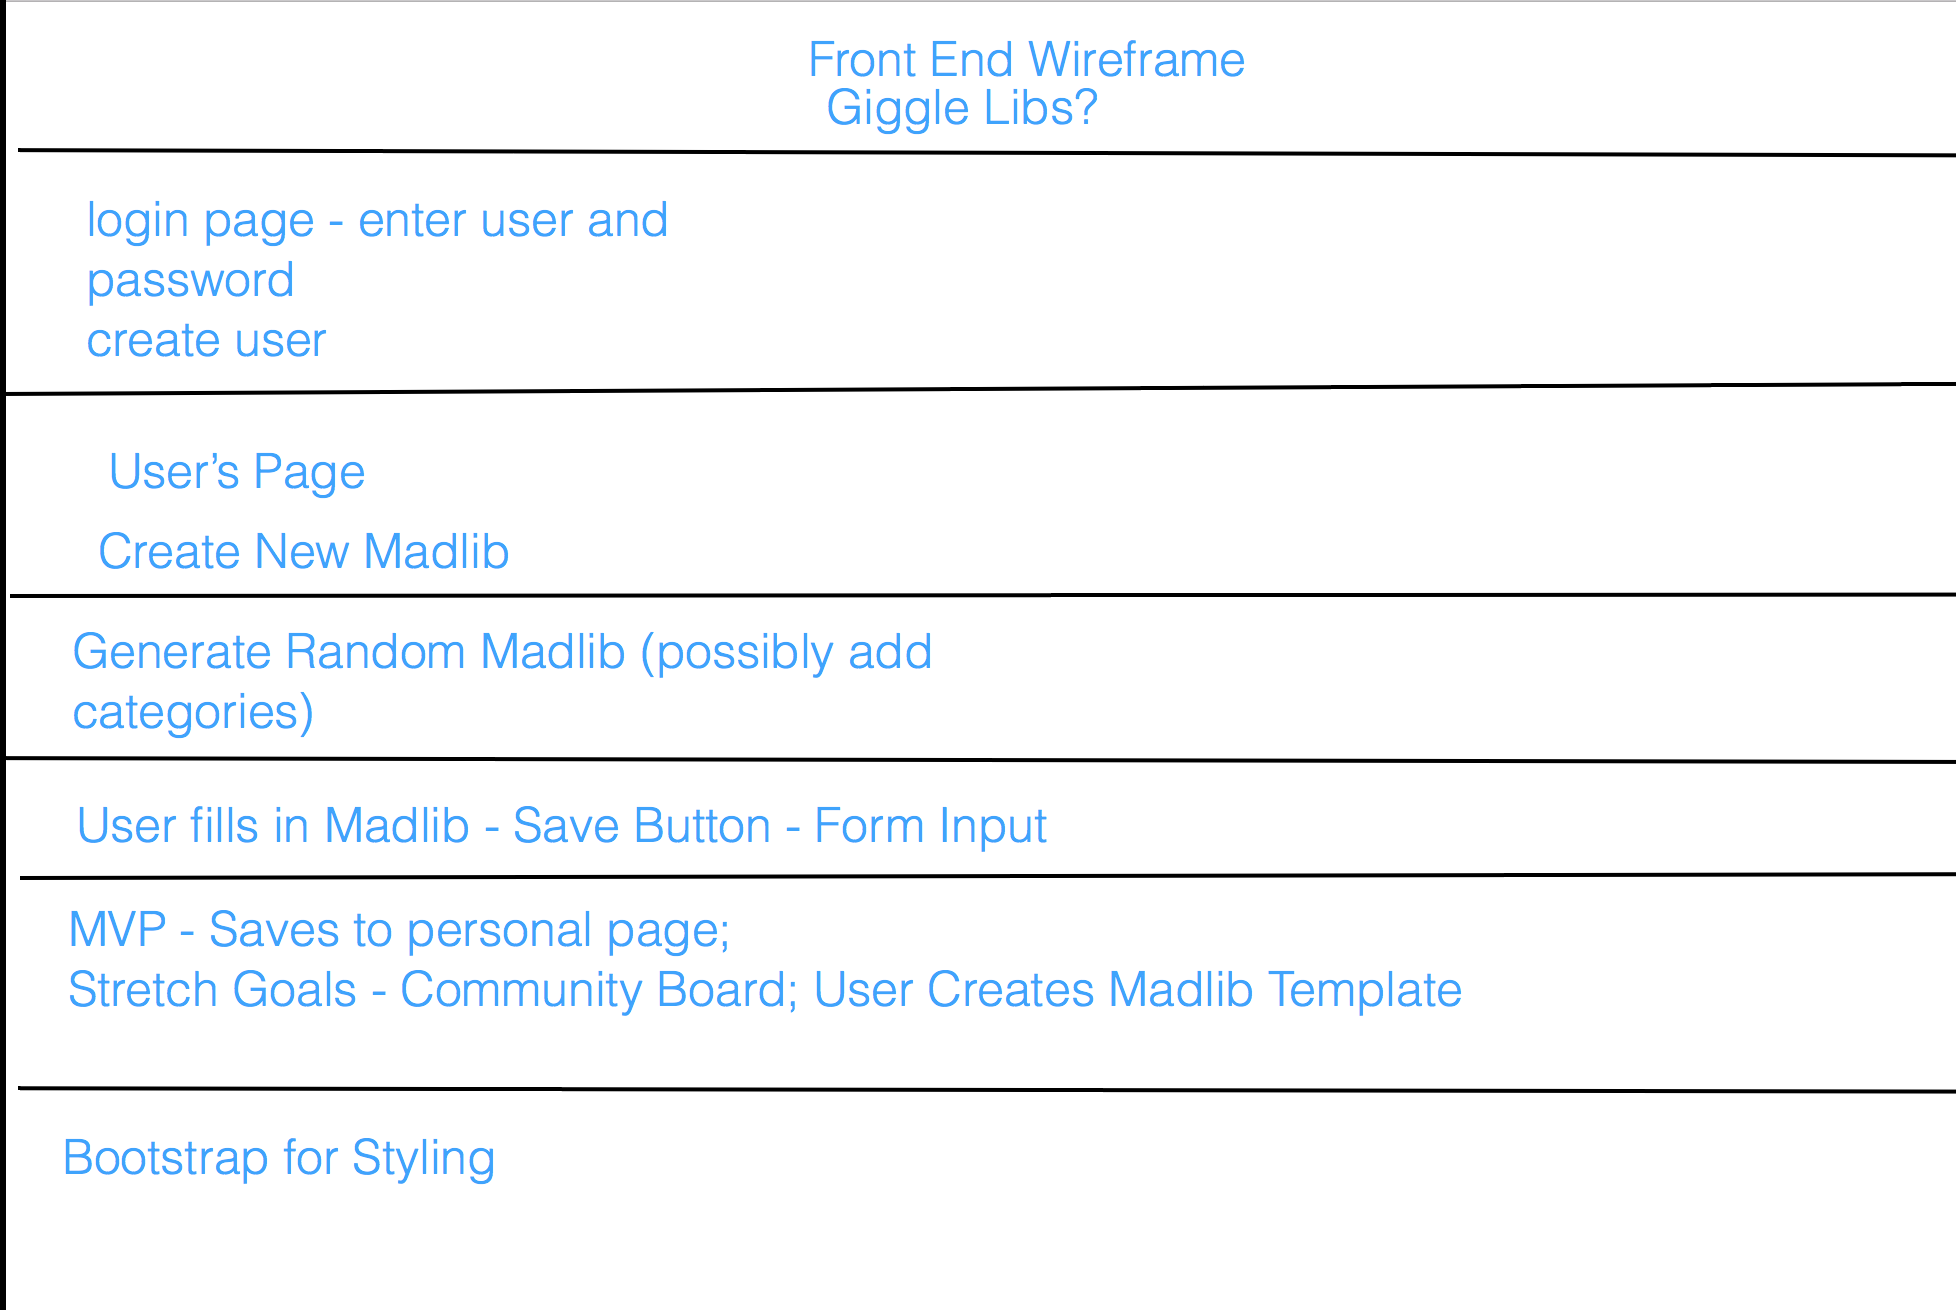 Front End Wireframe
Giggle Libs?
login page - enter user and
password
create user
User’s Page
Create New Madlib
Generate Random Madlib (possibly add
categories)
User fills in Madlib - Save Button - Form Input
MVP - Saves to personal page;
Stretch Goals - Community Board; User Creates Madlib Template
Bootstrap for Styling